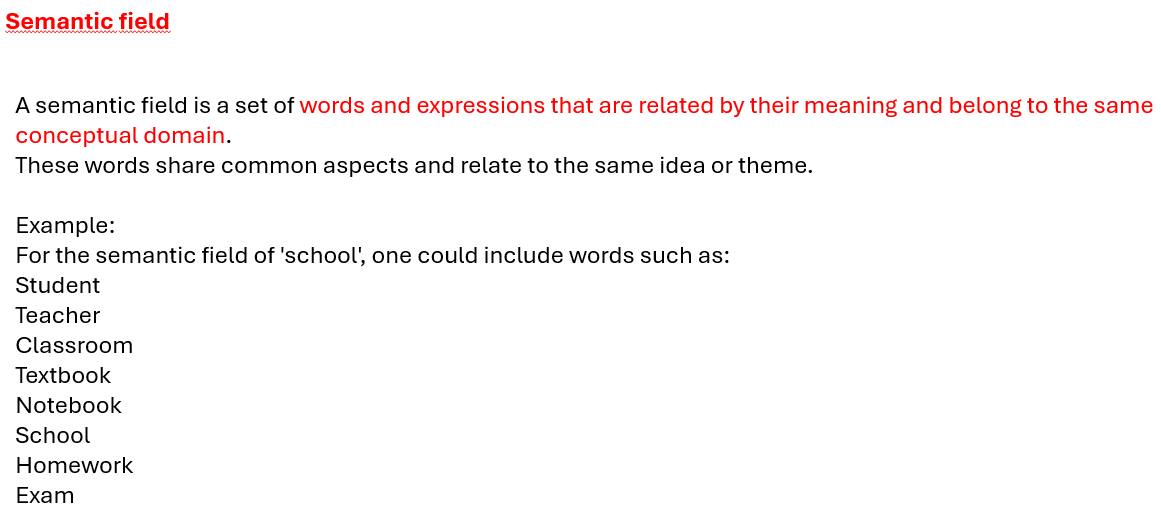 Semantic field
A semantic field is a set of words and expressions that are related by their meaning and belong to the same
conceptual domain.
These words share common aspects and relate to the same idea or theme.
Example:
For the semantic field of 'school', one could include words such as:
Student
Teacher
Classroom
Textbook
Notebook
School
Homework
Exam